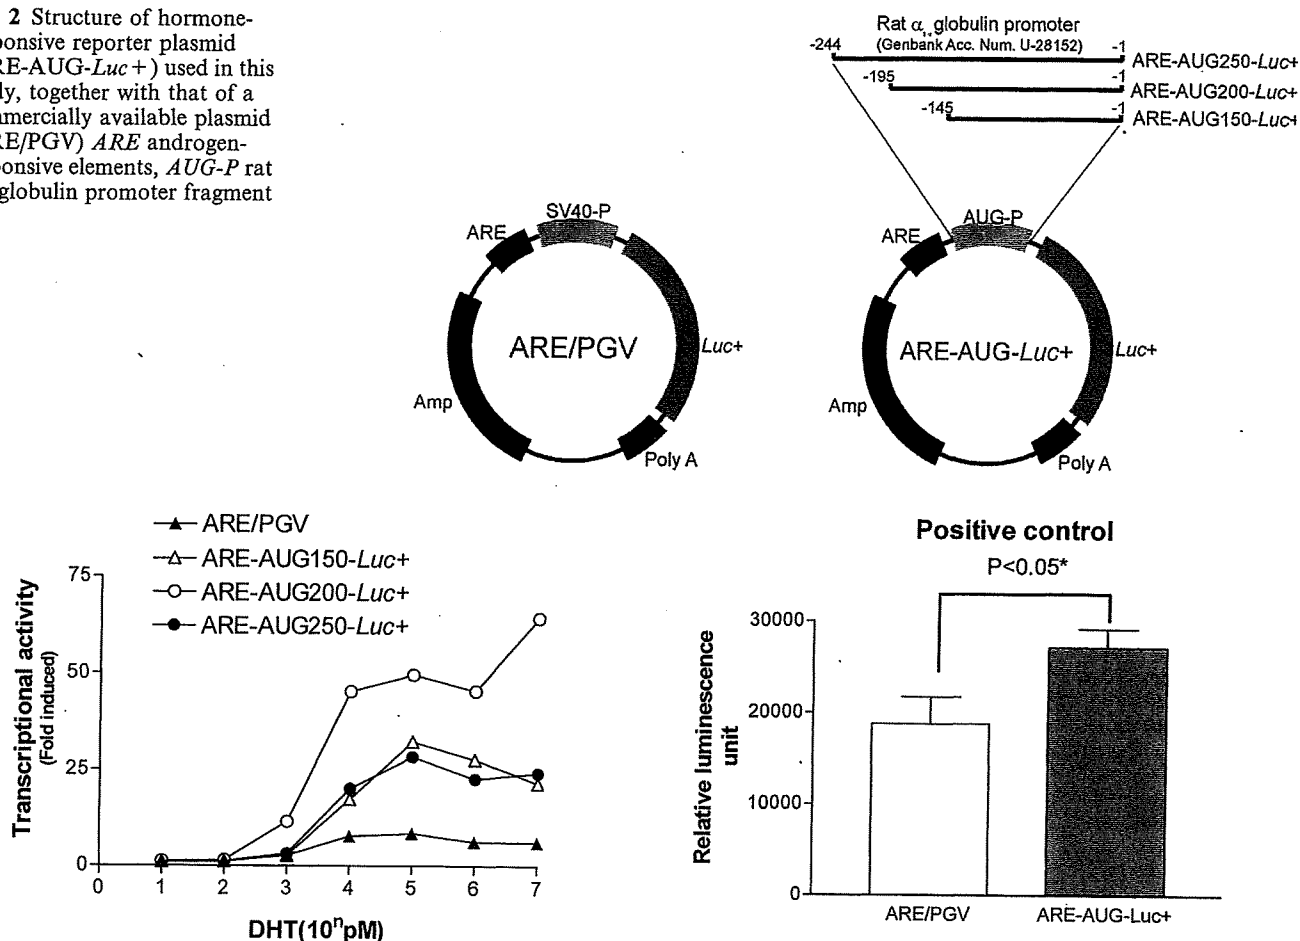 2 Structure of hormone-
ponsive reporter plasmid
RE-AUG-Luc+) used in this
dy, together with that of a
nmercially available plasmid
RE/PGV) ARE androgen-
ponsive elements, AUG-P rat
globulin promoter fragment
Rat α globulin promoter
(Genbank Acc. Num. U-28152)
-244
-1
ARE-AUG250-Luc+
-195
-1
ARE-AUG200-Luc+
-145
-1
ARE-AUG150-Luc+
SV40-P
ARE
ARE/PGV
Luc+
Amp
Poly A
AUG-P
ARE
ARE-AUG-Luc+
Luc+
Amp
Poly A
ARE/PGV
ARE-AUG150-Luc+
ARE-AUG200-Luc+
ARE-AUG250-Luc+
Transcriptional activity
(Fold induced)
75
50
25
0
0 1 2 3 4 5 6 7
DHT(10ⁿpM)
Positive control
P<0.05*
Relative luminescence
unit
30000
20000
10000
0
ARE/PGV
ARE-AUG-Luc+